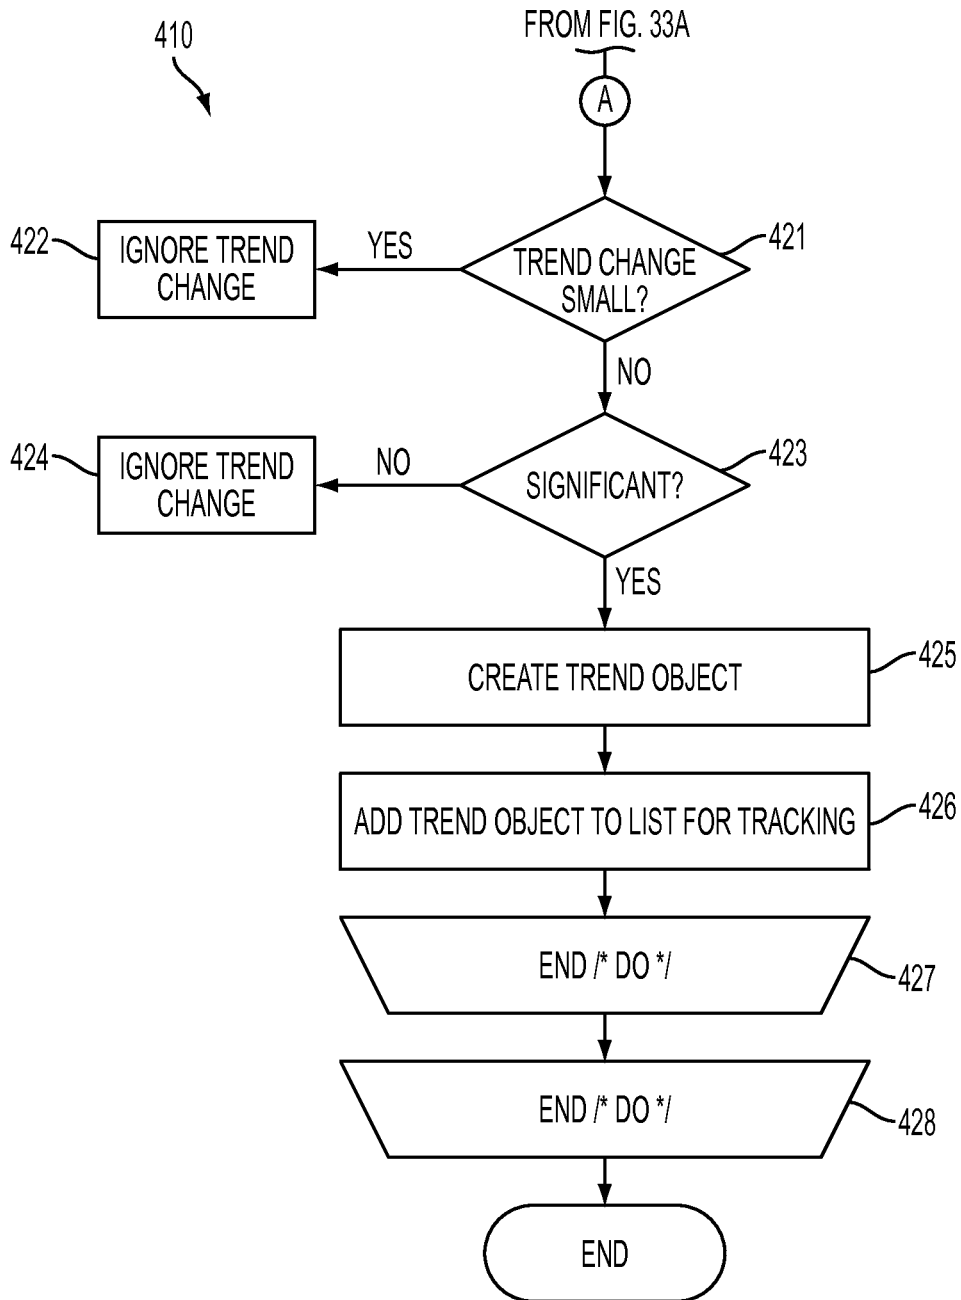 FROM FIG. 33A
410
A
422
IGNORE TREND
CHANGE
YES
TREND CHANGE
SMALL?
421
NO
424
IGNORE TREND
CHANGE
NO
SIGNIFICANT?
423
YES
CREATE TREND OBJECT
425
ADD TREND OBJECT TO LIST FOR TRACKING
426
END /* DO */
427
END /* DO */
428
END